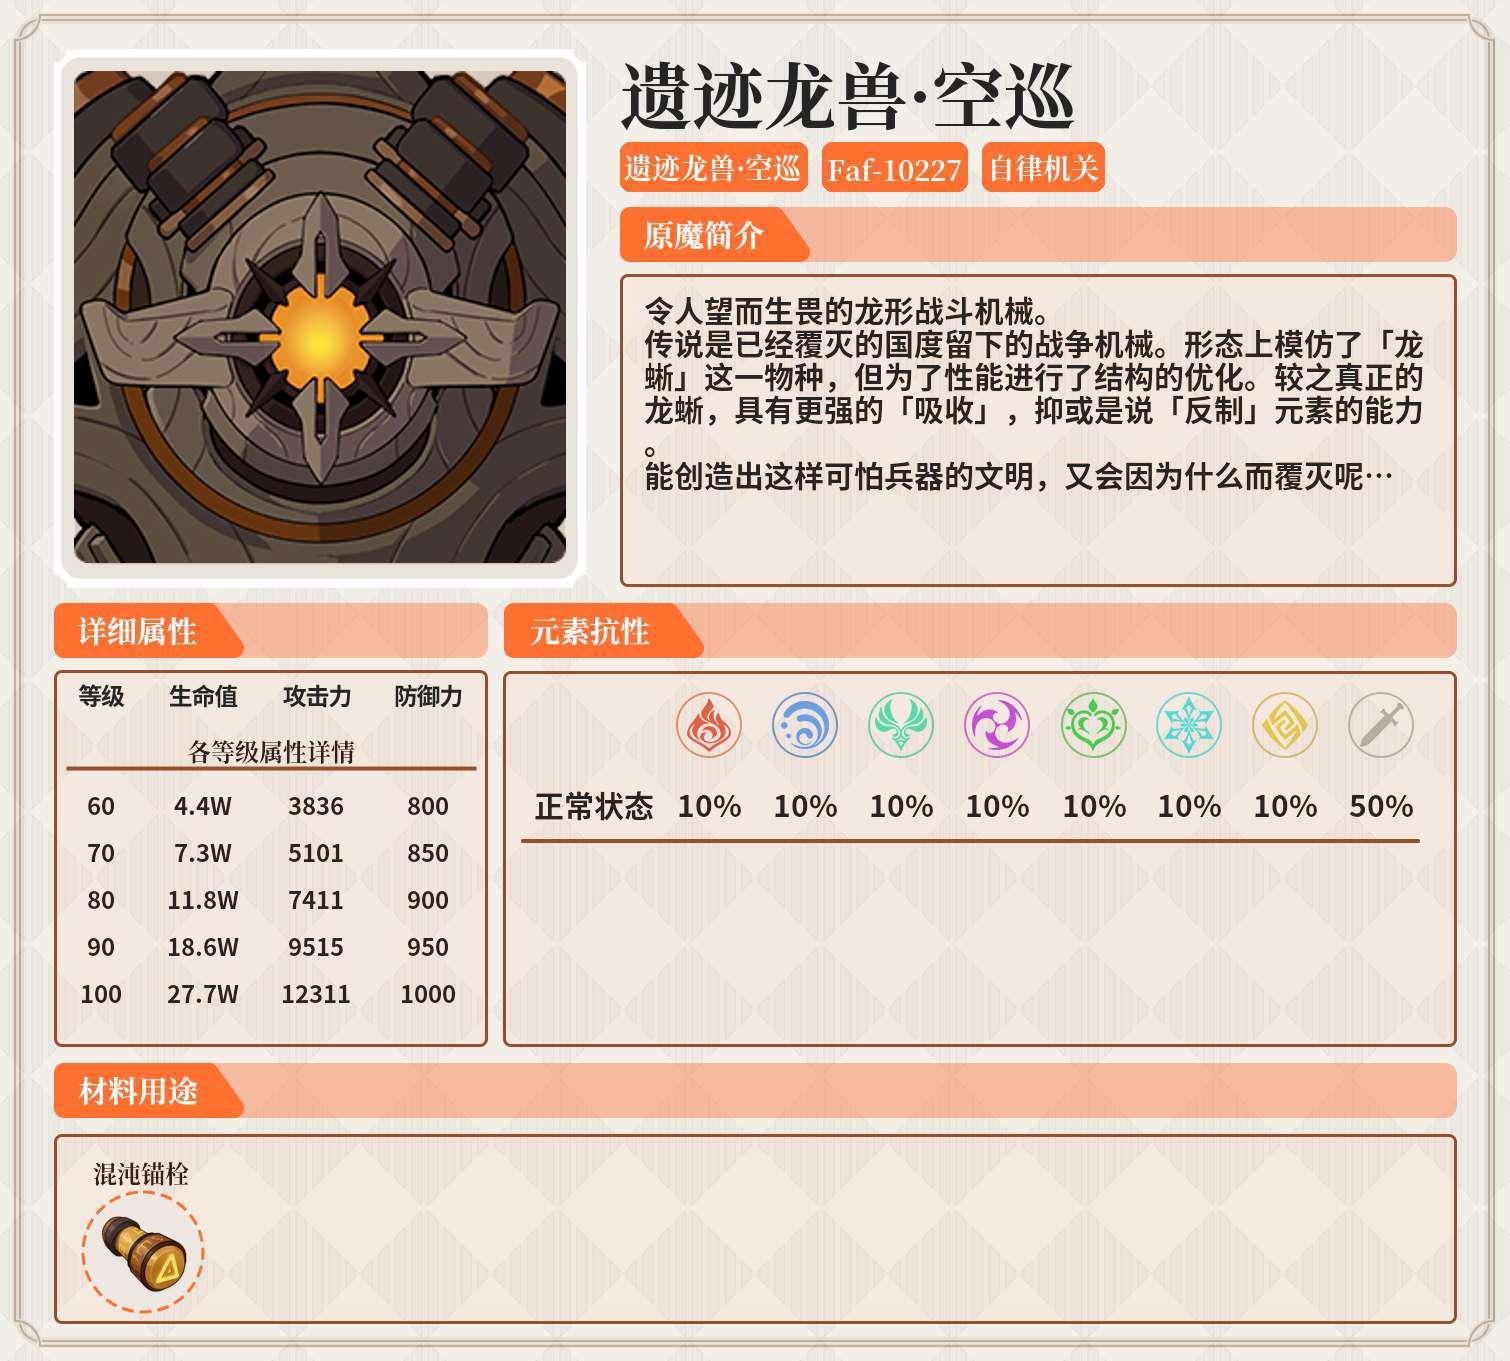 遗迹龙兽·空巡
遗迹龙兽·空巡 Faf-10227 自律机关
原魔简介
令人望而生畏的龙形战斗机械。
传说是已经覆灭的国度留下的战争机械。形态上模仿了「龙
蜥」这一物种，但为了性能进行了结构的优化。较之真正的
龙蜥，具有更强的「吸收」，抑或是说「反制」元素的能力
。
能创造出这样可怕兵器的文明，又会因为什么而覆灭呢…
详细属性
等级 生命值 攻击力 防御力
各等级属性详情
60 4.4W 3836 800
70 7.3W 5101 850
80 11.8W 7411 900
90 18.6W 9515 950
100 27.7W 12311 1000
元素抗性
正常状态 10% 10% 10% 10% 10% 10% 10% 50%
材料用途
混沌锚栓